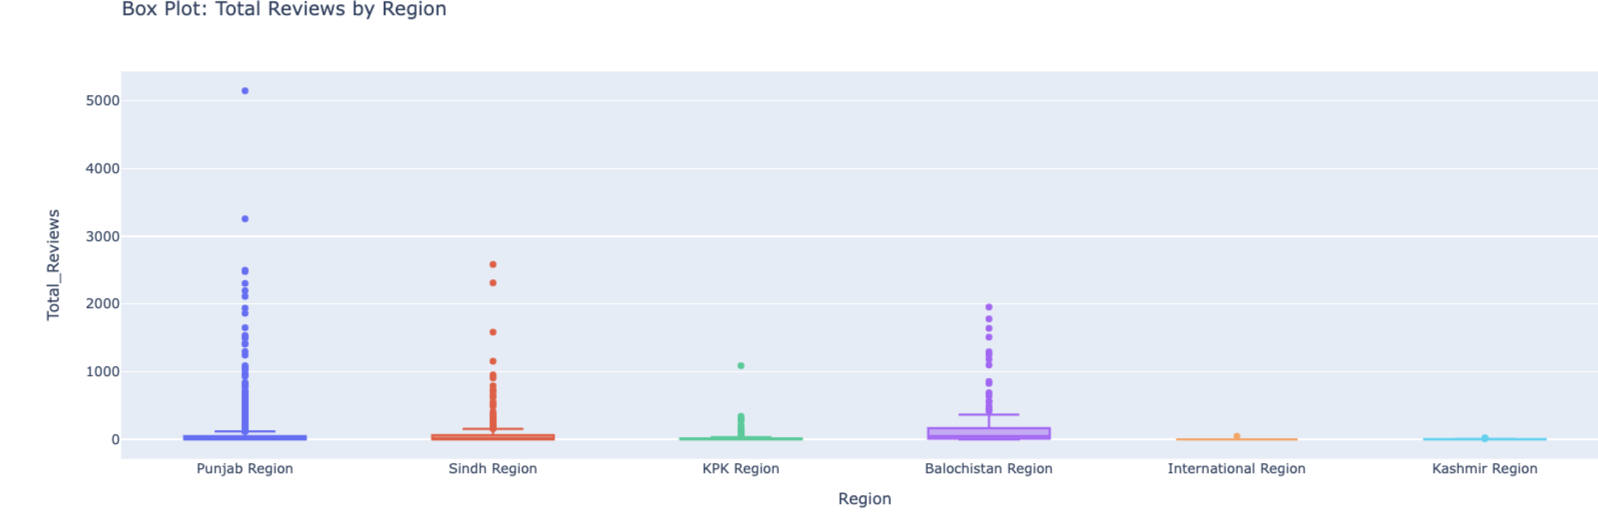 Box Plot: Total Reviews by Region
5000
4000
3000
2000
1000
0
Total_Reviews
Punjab Region
Sindh Region
KPK Region
Balochistan Region
International Region
Kashmir Region
Region